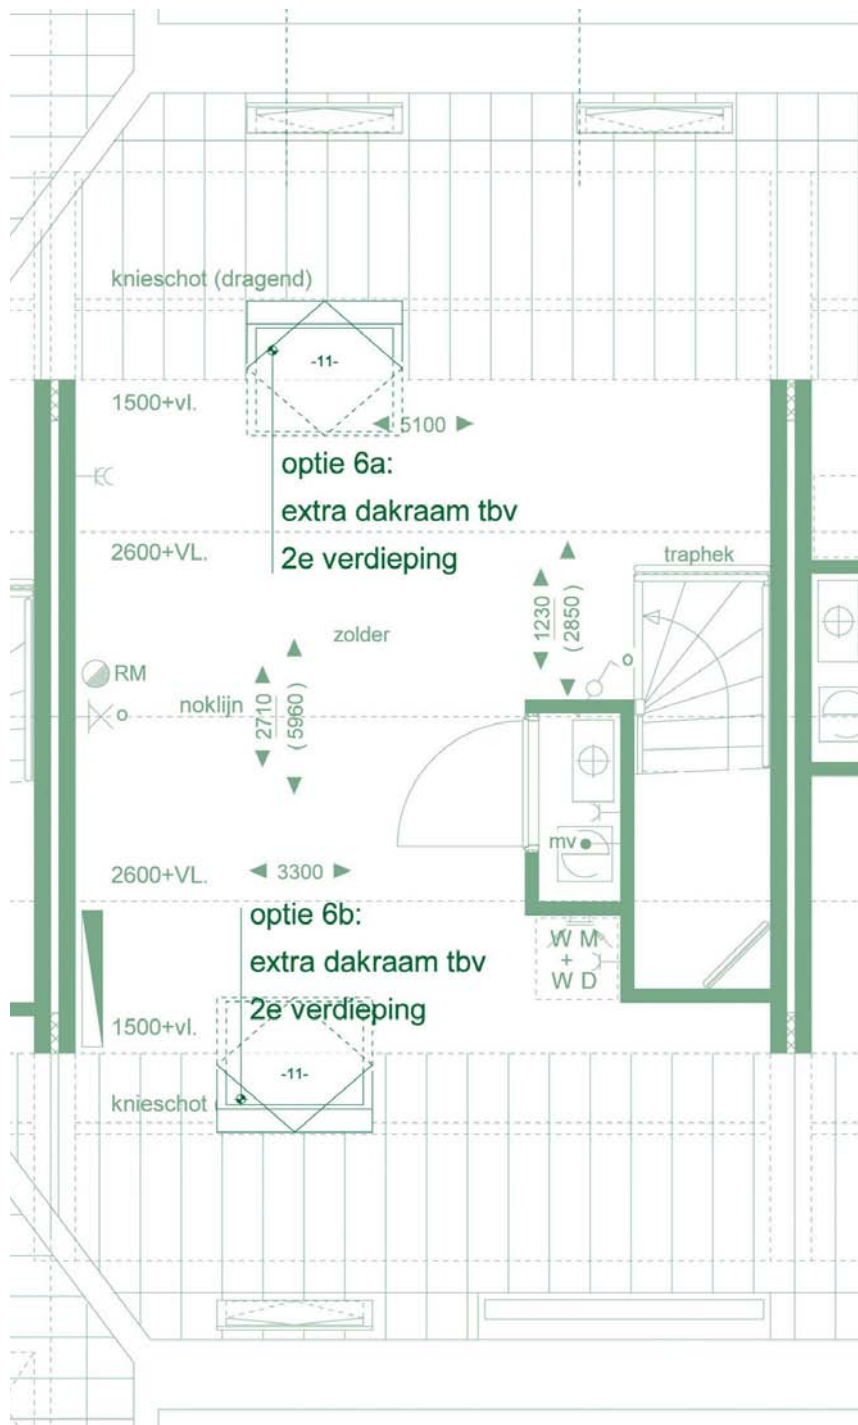 knieschot (dragend)
-11-
1500+vl.
5100
optie 6a:
extra dakraam tbv
2e verdieping
2600+VL.
traphek
1230
(2850)
zolder
o
RM
o
noklijn
2710
(5960)
mv
2600+VL.
3300
optie 6b:
extra dakraam tbv
2e verdieping
W M
+
W D
1500+vl.
-11-
knieschot (